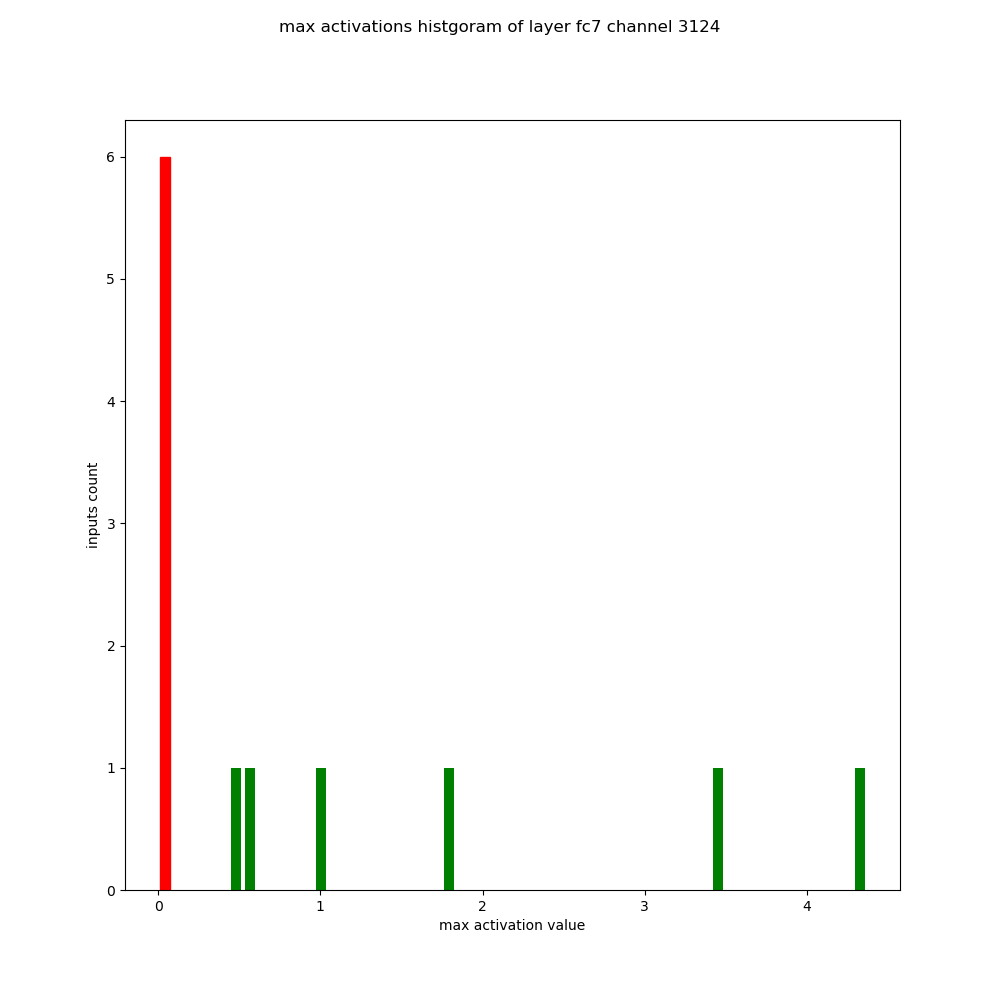 max activations histgoram of layer fc7 channel 3124
6
5
4
3
2
1
0
inputs count
0 1 2 3 4
max activation value